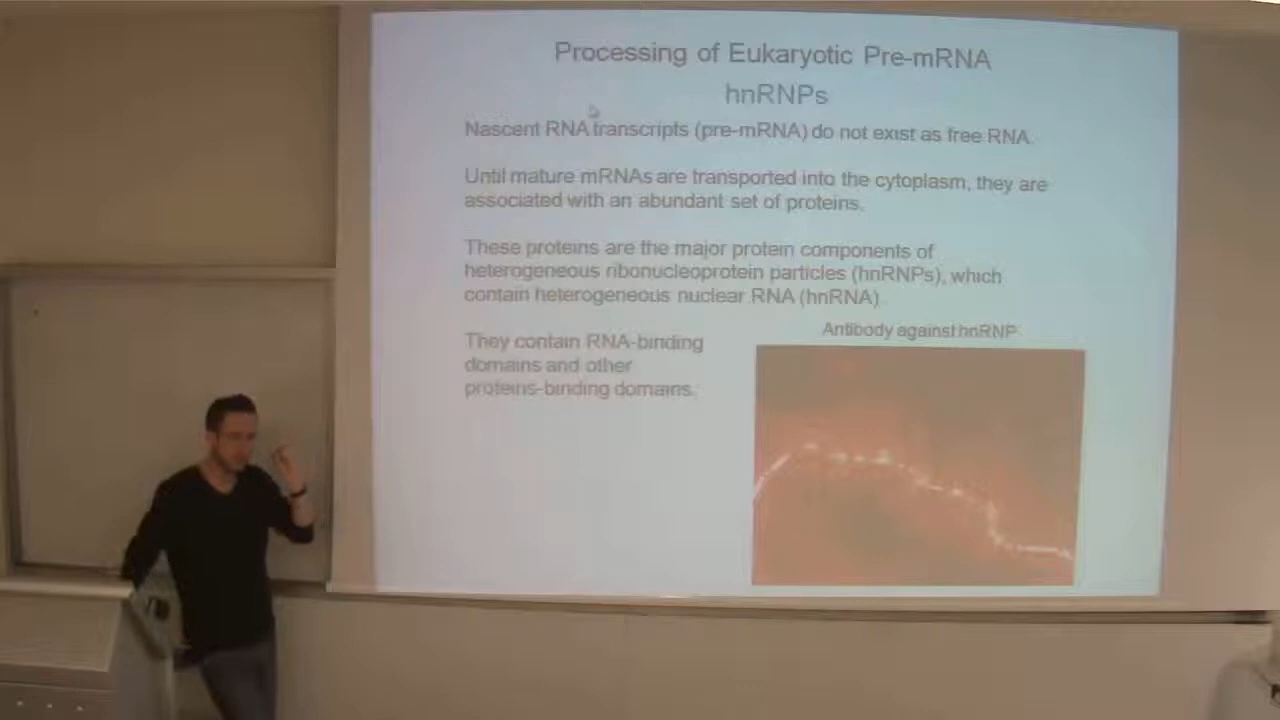 Processing of Eukaryotic Pre-mRNA
hnRNPs
Nascent RNA transcripts (pre-mRNA) do not exist as free RNA.
Until mature mRNAs are transported into the cytoplasm, they are
associated with an abundant set of proteins.
These proteins are the major protein components of
heterogeneous ribonucleoprotein particles (hnRNPs), which
contain heterogeneous nuclear RNA (hnRNA)
Antibody against hnRNP
They contain RNA-binding
domains and other
proteins-binding domains.